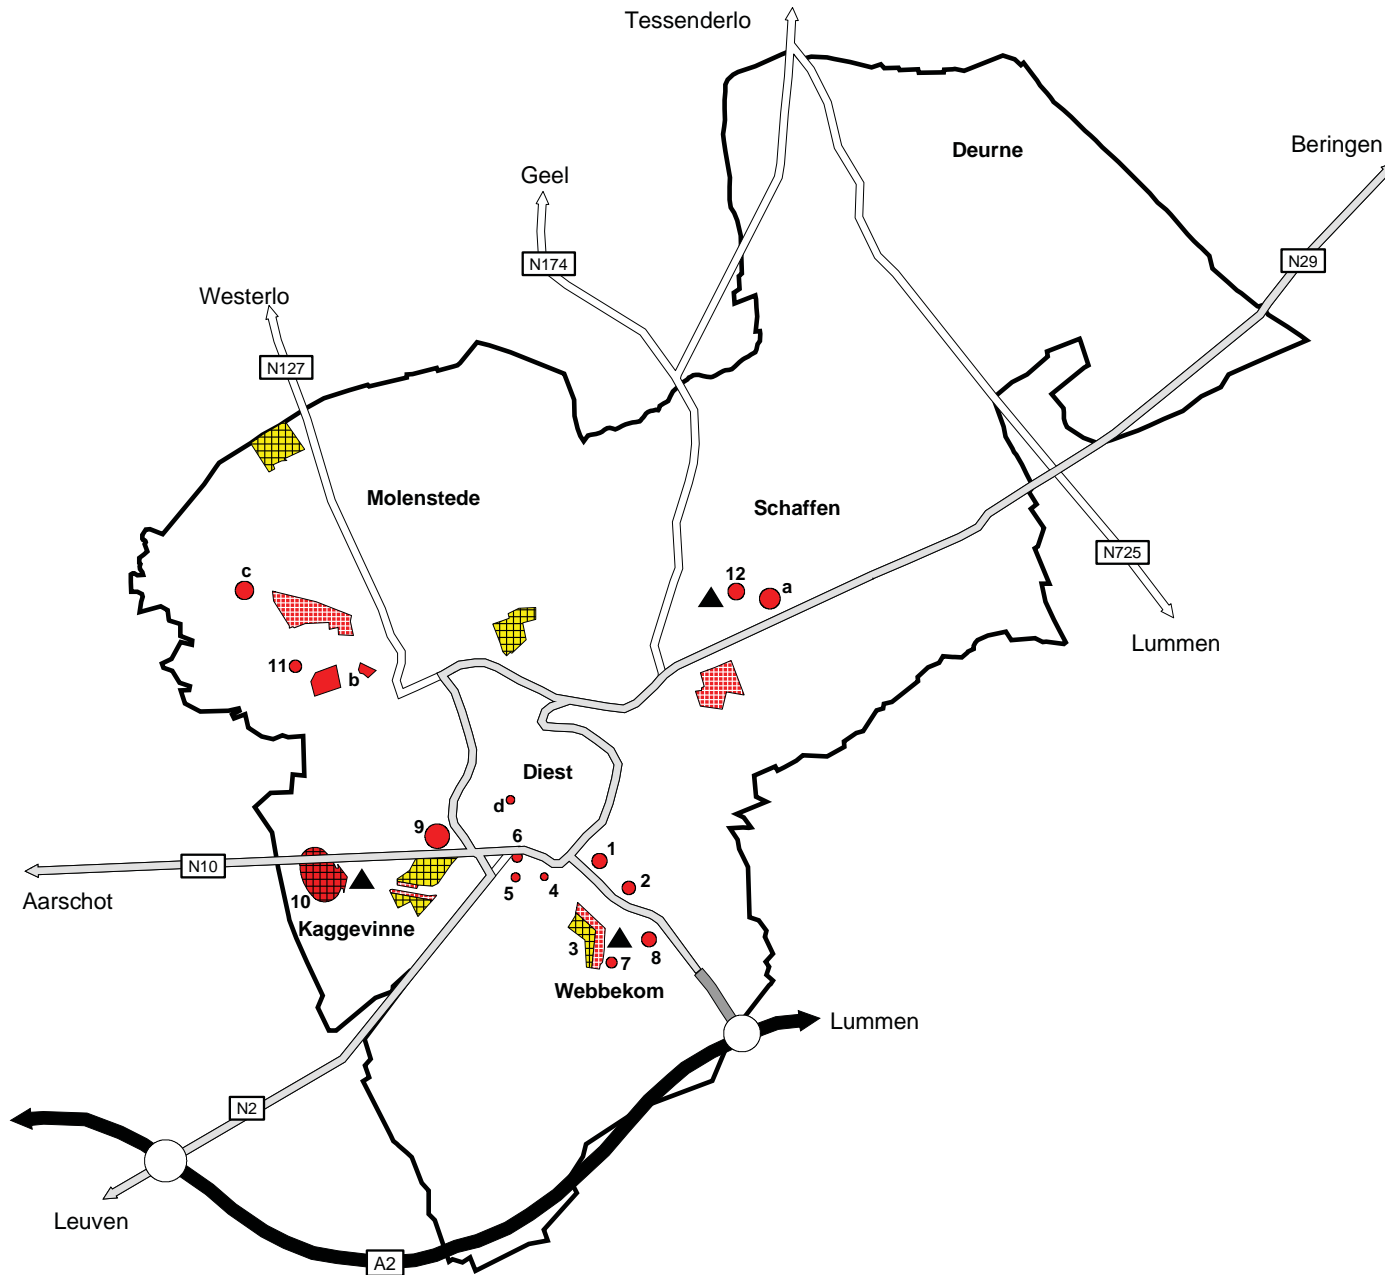 Tessenderlo
Deurne
Beringen
Geel
N29
N174
Westerlo
N127
Molenstede
Schaffen
N725
c
12
a
Lummen
11
b
Diest
d
9
6
1
N10
2
Aarschot
10
5
4
Kaggevinne
3
8
7
Webbekom
Lummen
N2
Leuven
A2